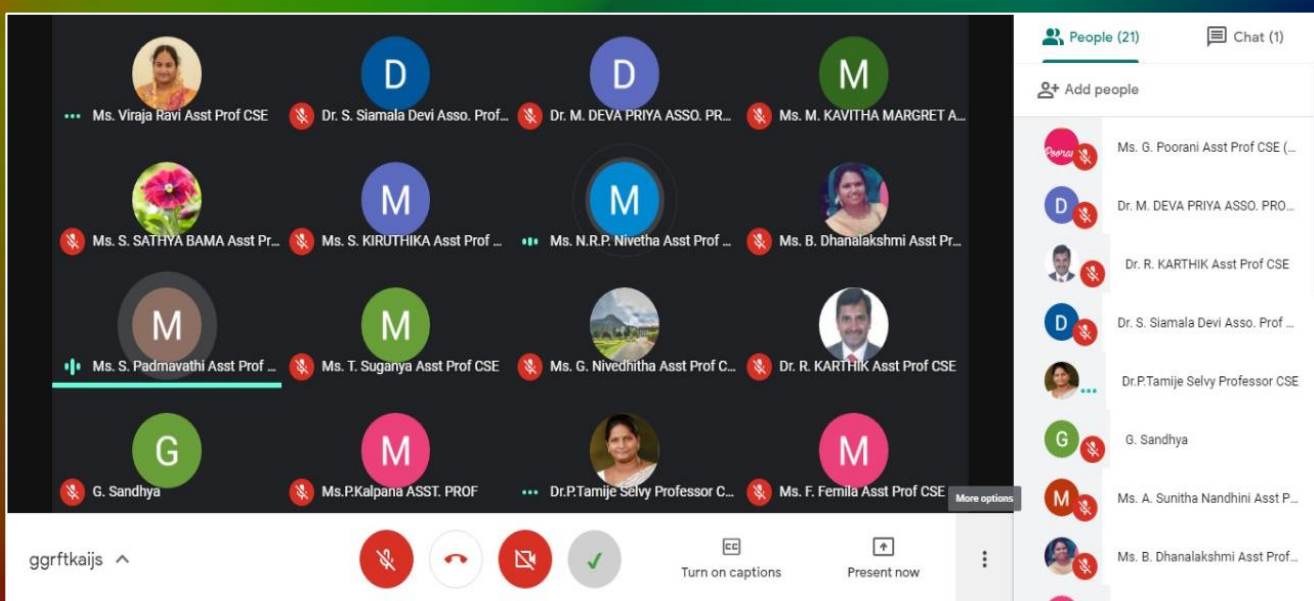 D
D
M
Ms. Viraja Ravi Asst Prof CSE
Dr. S. Siamala Devi Asso. Prof...
Dr. M. DEVA PRIYA ASSO. PR...
Ms. M. KAVITHA MARGRET A...
M
M
Ms. S. SATHYA BAMA Asst Pr...
Ms. S. KIRUTHIKA Asst Prof ...
Ms. N.R.P. Nivetha Asst Prof ...
Ms. B. Dhanalakshmi Asst Pr...
M
M
Ms. S. Padmavathi Asst Prof ...
Ms. T. Suganya Asst Prof CSE
Ms. G. Nivedhitha Asst Prof C...
Dr. R. KARTHIK Asst Prof CSE
G
M
M
G. Sandhya
Ms.P.Kalpana ASST. PROF
Dr.P.Tamije Selvy Professor C...
Ms. F. Femila Asst Prof CSE
More options
ggrftkaijs
CC
Turn on captions
Present now
People (21)
Chat (1)
Add people
Ms. G. Poorani Asst Prof CSE (...
D
Dr. M. DEVA PRIYA ASSO. PRO...
Dr. R. KARTHIK Asst Prof CSE
D
Dr. S. Siamala Devi Asso. Prof ...
Dr.P.Tamije Selvy Professor CSE
G
G. Sandhya
M
Ms. A. Sunitha Nandhini Asst P...
Ms. B. Dhanalakshmi Asst Prof...